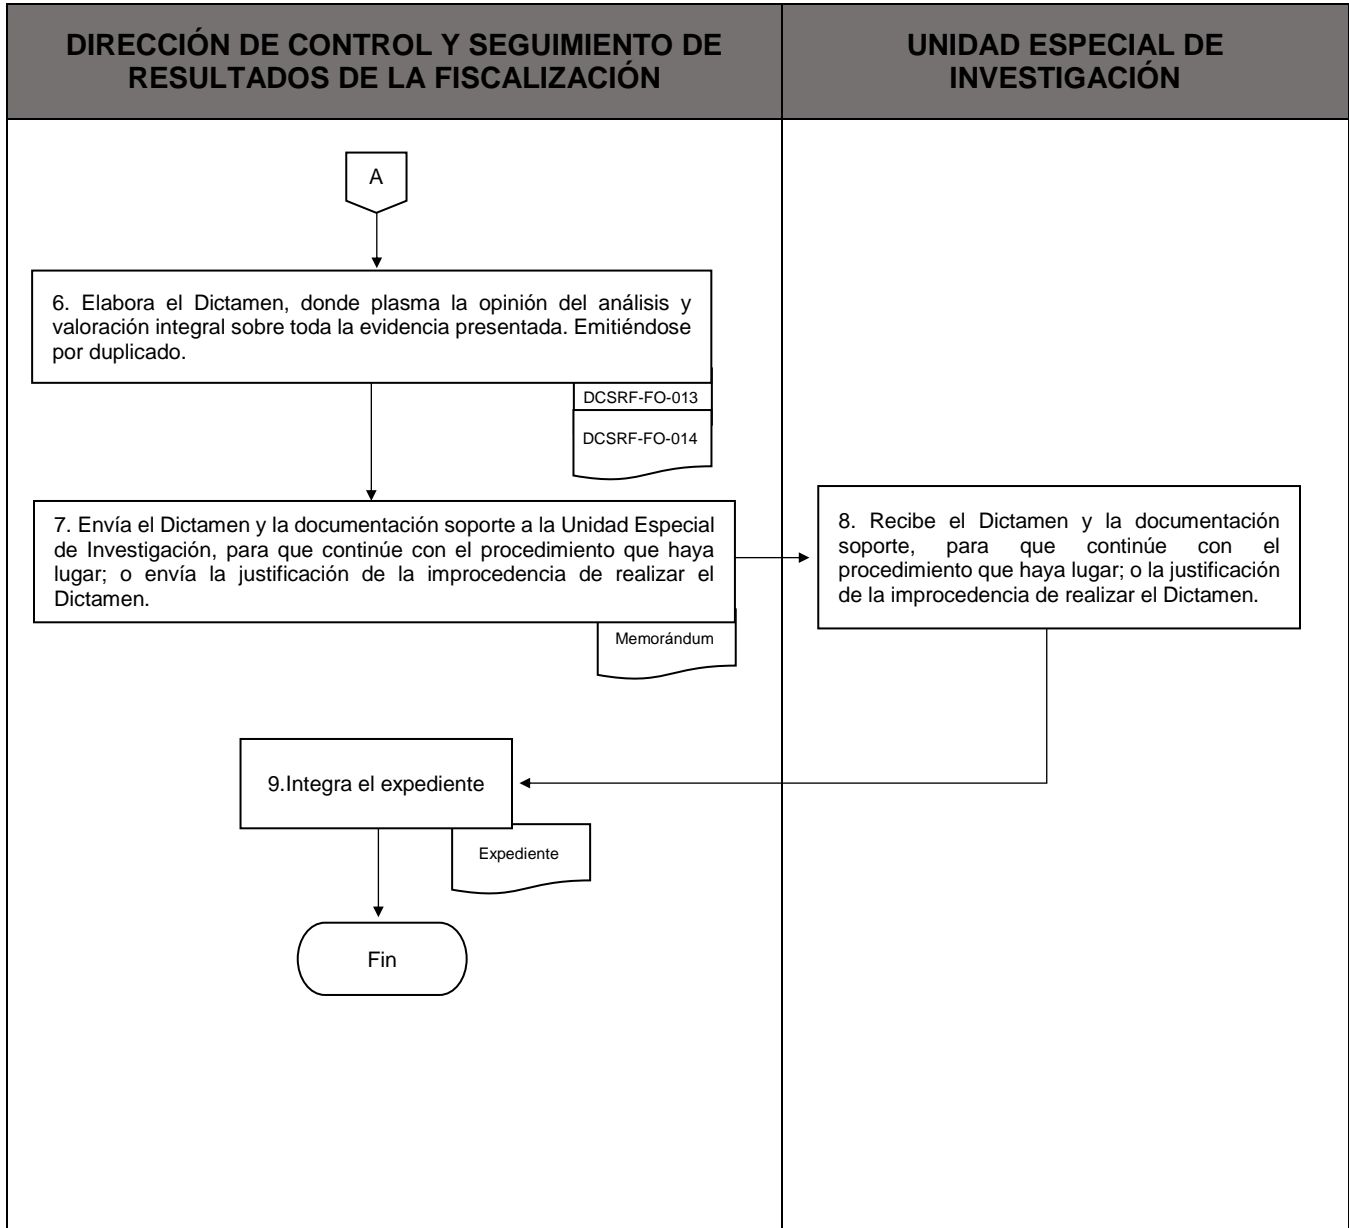 DIRECCIÓN DE CONTROL Y SEGUIMIENTO DE
RESULTADOS DE LA FISCALIZACIÓN
UNIDAD ESPECIAL DE
INVESTIGACIÓN
A
6. Elabora el Dictamen, donde plasma la opinión del análisis y
valoración integral sobre toda la evidencia presentada. Emitiéndose
por duplicado.
DCSRF-FO-013
DCSRF-FO-014
7. Envía el Dictamen y la documentación soporte a la Unidad Especial
de Investigación, para que continúe con el procedimiento que haya
lugar; o envía la justificación de la improcedencia de realizar el
Dictamen.
Memorándum
8. Recibe el Dictamen y la documentación
soporte, para que continúe con el
procedimiento que haya lugar; o la justificación
de la improcedencia de realizar el Dictamen.
9.Integra el expediente
Expediente
Fin